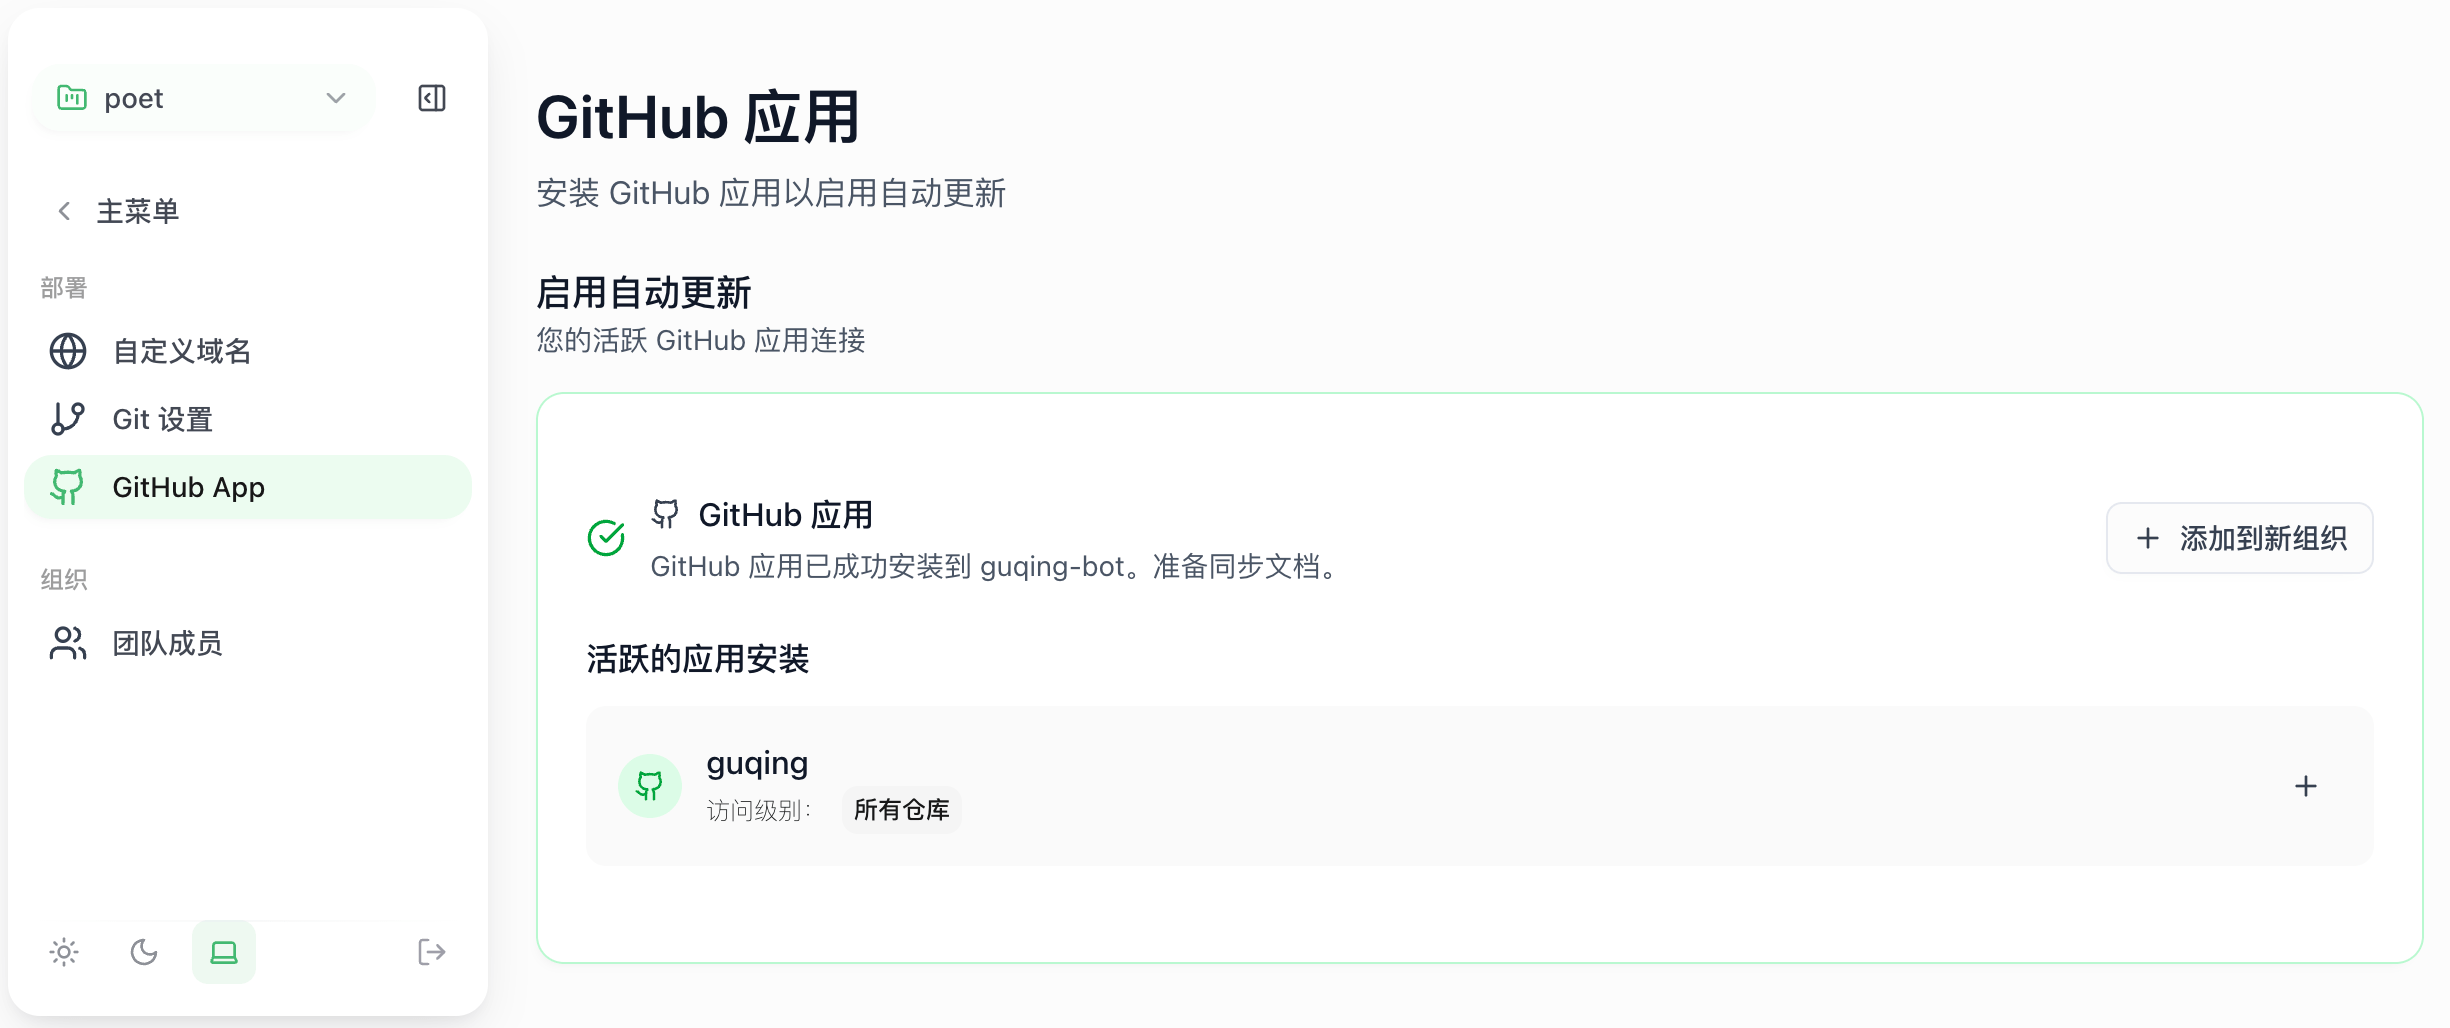 poet
主菜单
部署
自定义域名
Git 设置
GitHub App
组织
团队成员
GitHub 应用
安装 GitHub 应用以启用自动更新
启用自动更新
您的活跃 GitHub 应用连接
GitHub 应用
GitHub 应用已成功安装到 guqing-bot。准备同步文档。
添加到新组织
活跃的应用安装
guqing
访问级别： 所有仓库